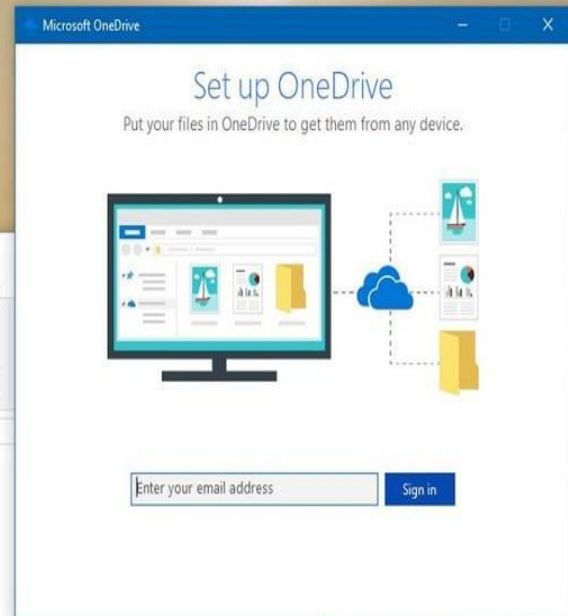 Microsoft OneDrive
Set up OneDrive
Put your files in OneDrive to get them from any device.
Enter your email address
Sign in